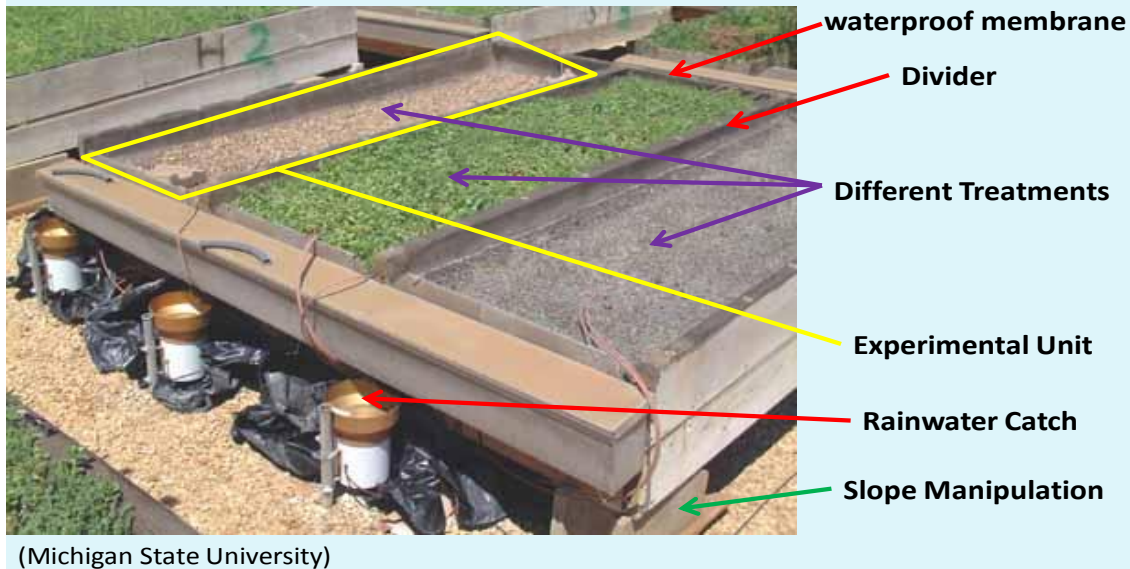 waterproof membrane
Divider
Different Treatments
Experimental Unit
Rainwater Catch
Slope Manipulation
H 2
(Michigan State University)